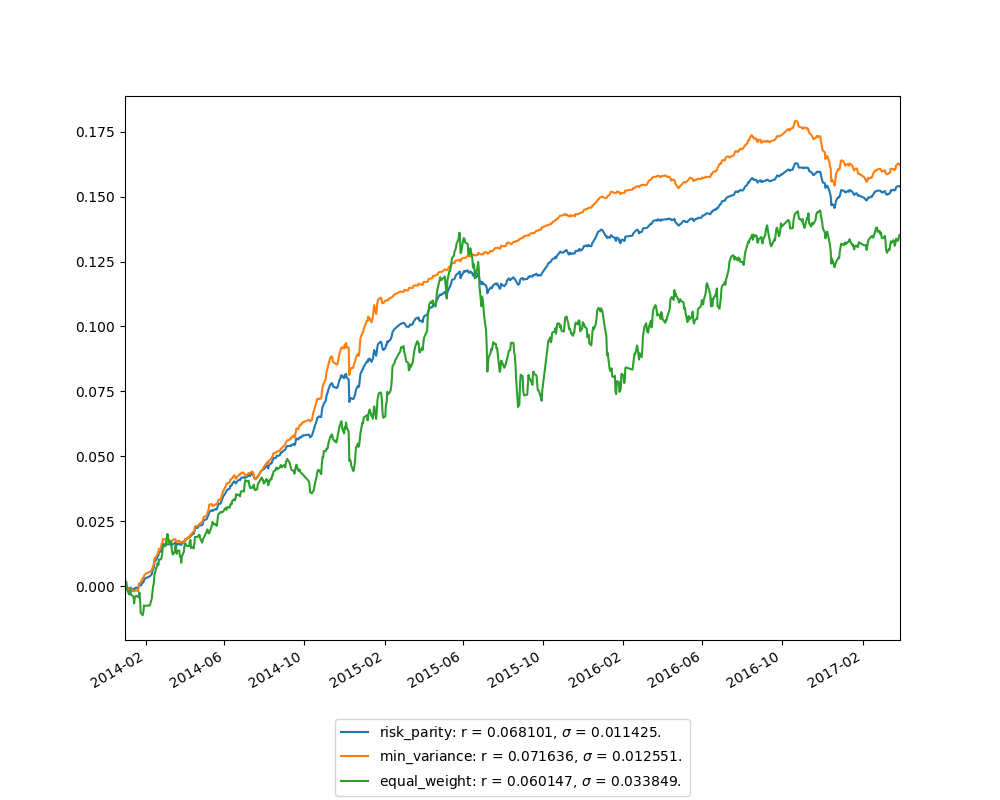 0.175
0.150
0.125
0.100
0.075
0.050
0.025
0.000
2014-02 2014-06 2014-10 2015-02 2015-06 2015-10 2016-02 2016-06 2016-10 2017-02
risk_parity: r = 0.068101, σ = 0.011425.
min_variance: r = 0.071636, σ = 0.012551.
equal_weight: r = 0.060147, σ = 0.033849.